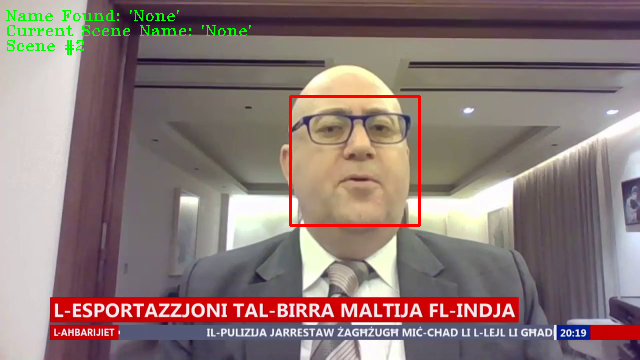 Name Found: 'None'
Current Scene Name: 'None'
Scene #2
L-ESPORTAZZJONI TAL-BIRRA MALTIJA FL-INDJA
L-AĦBARIJIET
IL-PULIZIJA JARRESTAW ŻAGĦŻUGĦ MIĊ-CHAD LI L-LEJL LI GĦAD
20:19